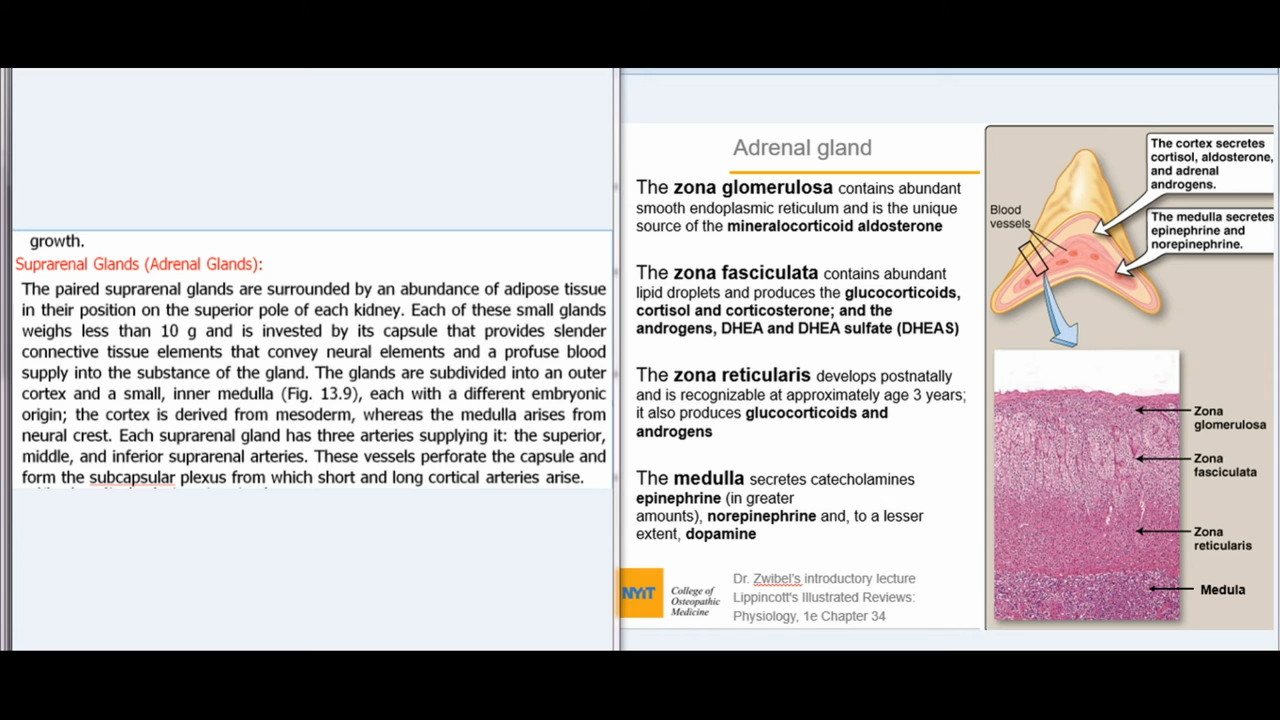 growth.
Suprarenal Glands (Adrenal Glands):
The paired suprarenal glands are surrounded by an abundance of adipose tissue
in their position on the superior pole of each kidney. Each of these small glands
weighs less than 10 g and is invested by its capsule that provides slender
connective tissue elements that convey neural elements and a profuse blood
supply into the substance of the gland. The glands are subdivided into an outer
cortex and a small, inner medulla (Fig. 13.9), each with a different embryonic
origin; the cortex is derived from mesoderm, whereas the medulla arises from
neural crest. Each suprarenal gland has three arteries supplying it: the superior,
middle, and inferior suprarenal arteries. These vessels perforate the capsule and
form the subcapsular plexus from which short and long cortical arteries arise.
Adrenal gland
The zona glomerulosa contains abundant
smooth endoplasmic reticulum and is the unique
source of the mineralocorticoid aldosterone
The zona fasciculata contains abundant
lipid droplets and produces the glucocorticoids,
cortisol and corticosterone; and the
androgens, DHEA and DHEA sulfate (DHEAS)
The zona reticularis develops postnatally
and is recognizable at approximately age 3 years;
it also produces glucocorticoids and
androgens
The medulla secretes catecholamines
epinephrine (in greater
amounts), norepinephrine and, to a lesser
extent, dopamine
NYIT
College of
Osteopathic
Medicine
Dr. Zwibel's introductory lecture
Lippincott's Illustrated Reviews:
Physiology, 1e Chapter 34
The cortex secretes
cortisol, aldosterone,
and adrenal
androgens.
Blood
vessels
The medulla secretes
epinephrine and
norepinephrine.
Zona
glomerulosa
Zona
fasciculata
Zona
reticularis
Medula